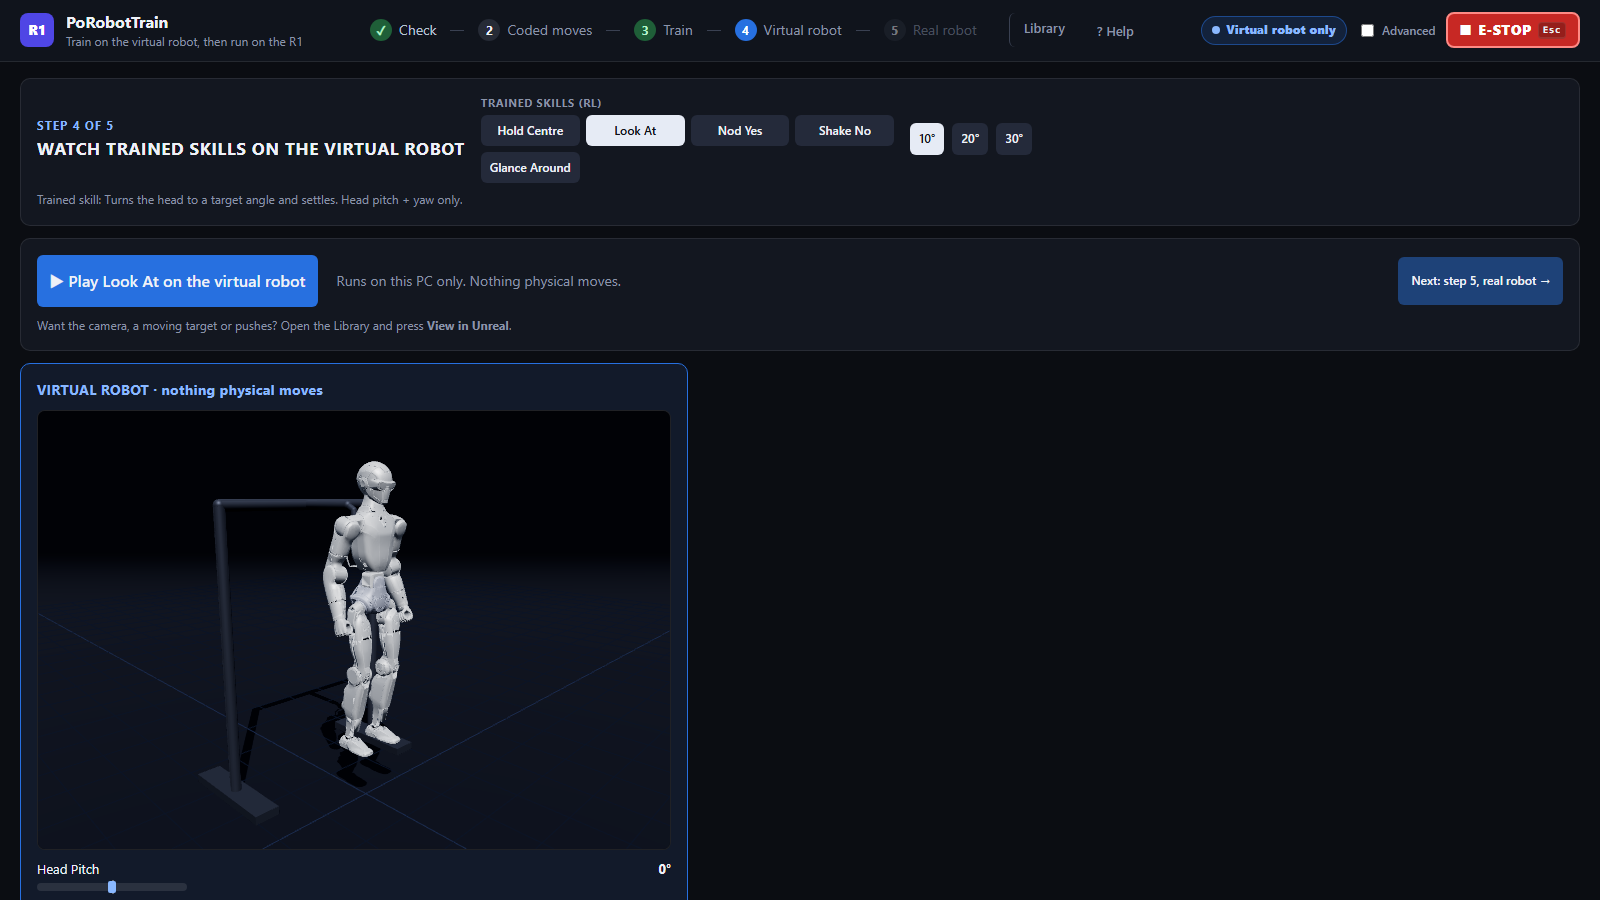 R1
PoRobotTrain
Train on the virtual robot, then run on the R1
✓ Check
2 Coded moves
3 Train
4 Virtual robot
5 Real robot
Library
? Help
Virtual robot only
Advanced
E-STOP Esc
STEP 4 OF 5
WATCH TRAINED SKILLS ON THE VIRTUAL ROBOT
TRAINED SKILLS (RL)
Hold Centre
Look At
Nod Yes
Shake No
Glance Around
10°
20°
30°
Trained skill: Turns the head to a target angle and settles. Head pitch + yaw only.
▶ Play Look At on the virtual robot
Runs on this PC only. Nothing physical moves.
Next: step 5, real robot →
Want the camera, a moving target or pushes? Open the Library and press View in Unreal.
VIRTUAL ROBOT · nothing physical moves
Head Pitch
0°